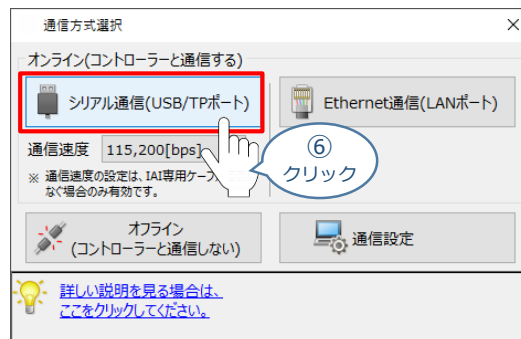 通信方式選択
オンライン(コントローラーと通信する)
シリアル通信(USB/TPポート)
Ethernet通信(LANポート)
通信速度 115,200[bps]
⑥
クリック
※ 通信速度の設定は、IAI専用ケーブル
なぐ場合のみ有効です。
オフライン
(コントローラーと通信しない)
通信設定
詳しい説明を見る場合は、
ここをクリックしてください。